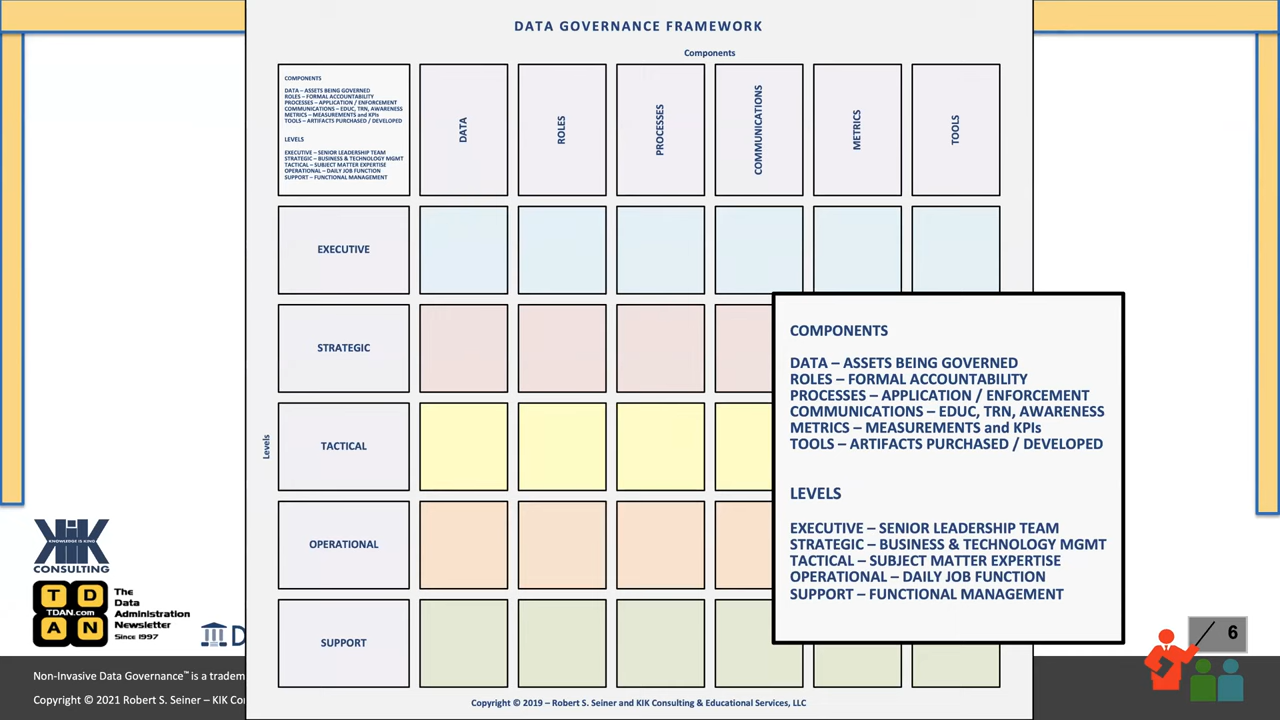 DATA GOVERNANCE FRAMEWORK
Components
COMPONENTS
DATA – ASSETS BEING GOVERNED
ROLES – FORMAL ACCOUNTABILITY
PROCESSES – APPLICATION / ENFORCEMENT
COMMUNICATIONS – EDUC, TRN, AWARENESS
METRICS – MEASUREMENTS and KPIs
TOOLS – ARTIFACTS PURCHASED / DEVELOPED
LEVELS
EXECUTIVE – SENIOR LEADERSHIP TEAM
STRATEGIC – BUSINESS & TECHNOLOGY MGMT
TACTICAL – SUBJECT MATTER EXPERTISE
OPERATIONAL – DAILY JOB FUNCTION
SUPPORT – FUNCTIONAL MANAGEMENT
DATA
ROLES
PROCESSES
COMMUNICATIONS
METRICS
TOOLS
Levels
EXECUTIVE
STRATEGIC
TACTICAL
OPERATIONAL
SUPPORT
COMPONENTS
DATA – ASSETS BEING GOVERNED
ROLES – FORMAL ACCOUNTABILITY
PROCESSES – APPLICATION / ENFORCEMENT
COMMUNICATIONS – EDUC, TRN, AWARENESS
METRICS – MEASUREMENTS and KPIs
TOOLS – ARTIFACTS PURCHASED / DEVELOPED
LEVELS
EXECUTIVE – SENIOR LEADERSHIP TEAM
STRATEGIC – BUSINESS & TECHNOLOGY MGMT
TACTICAL – SUBJECT MATTER EXPERTISE
OPERATIONAL – DAILY JOB FUNCTION
SUPPORT – FUNCTIONAL MANAGEMENT
KIK
KNOWLEDGE IS KIND
CONSULTING
T D
TDAN.com
A N
The
Data
Administration
Newsletter
Since 1997
D
6
Non-Invasive Data Governance™ is a tradem
Copyright © 2021 Robert S. Seiner – KIK Co
Copyright © 2019 – Robert S. Seiner and KIK Consulting & Educational Services, LLC